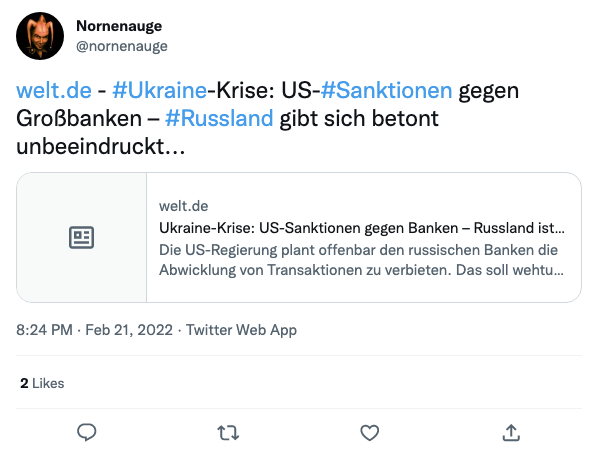 Nornenauge
@nornenauge
welt.de - #Ukraine-Krise: US-#Sanktionen gegen
Großbanken – #Russland gibt sich betont
unbeeindruckt...
welt.de
Ukraine-Krise: US-Sanktionen gegen Banken – Russland ist...
Die US-Regierung plant offenbar den russischen Banken die
Abwicklung von Transaktionen zu verbieten. Das soll wehtu...
8:24 PM · Feb 21, 2022 · Twitter Web App
2 Likes